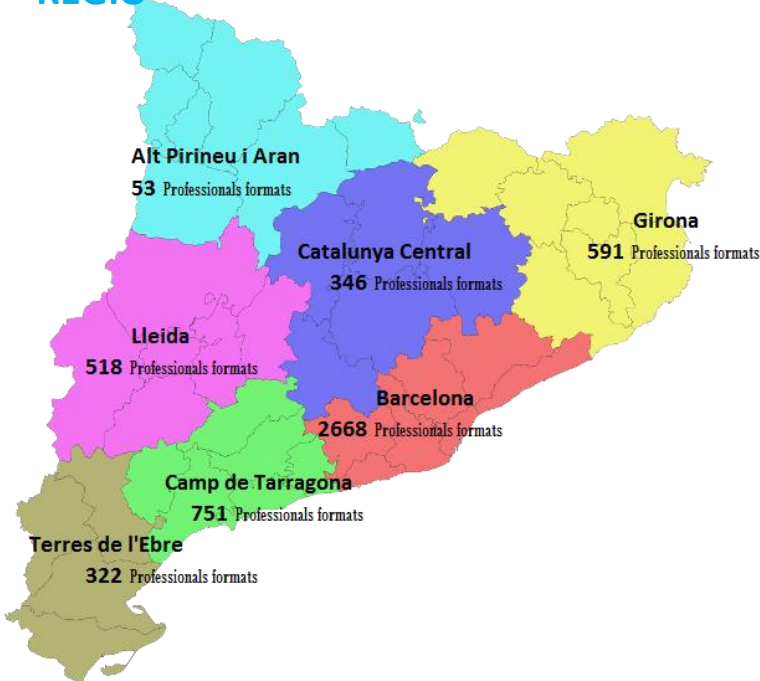 REGIÓ
Alt Pirineu i Aran
53 Professionals formats
Girona
591 Professionals formats
Catalunya Central
346 Professionals formats
Lleida
518 Professionals formats
Barcelona
2668 Professionals formats
Camp de Tarragona
751 Professionals formats
Terres de l'Ebre
322 Professionals formats